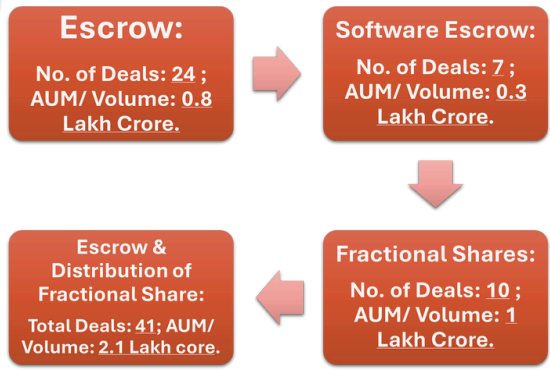 Escrow:
No. of Deals: 24 ;
AUM/ Volume: 0.8
Lakh Crore.
Software Escrow:
No. of Deals: 7 ;
AUM/ Volume: 0.3
Lakh Crore.
Fractional Shares:
No. of Deals: 10 ;
AUM/ Volume: 1
Lakh Crore.
Escrow &
Distribution of
Fractional Share:
Total Deals: 41; AUM/
Volume: 2.1 Lakh core.